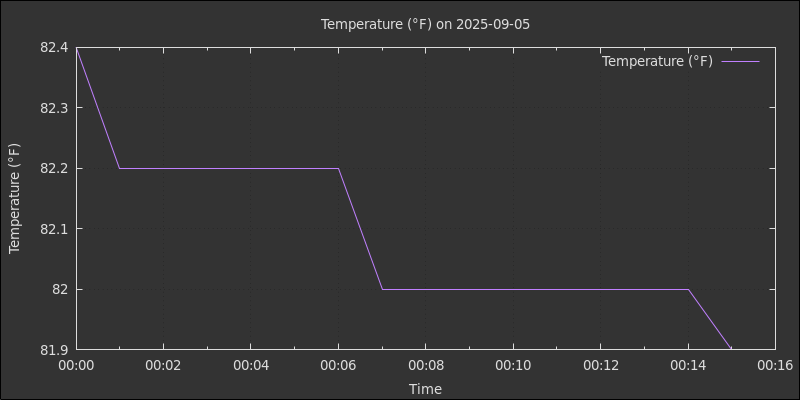 Temperature (°F) on 2025-09-05
Temperature (°F)
Temperature (°F)
82.4
82.3
82.2
82.1
82
81.9
00:00 00:02 00:04 00:06 00:08 00:10 00:12 00:14 00:16
Time